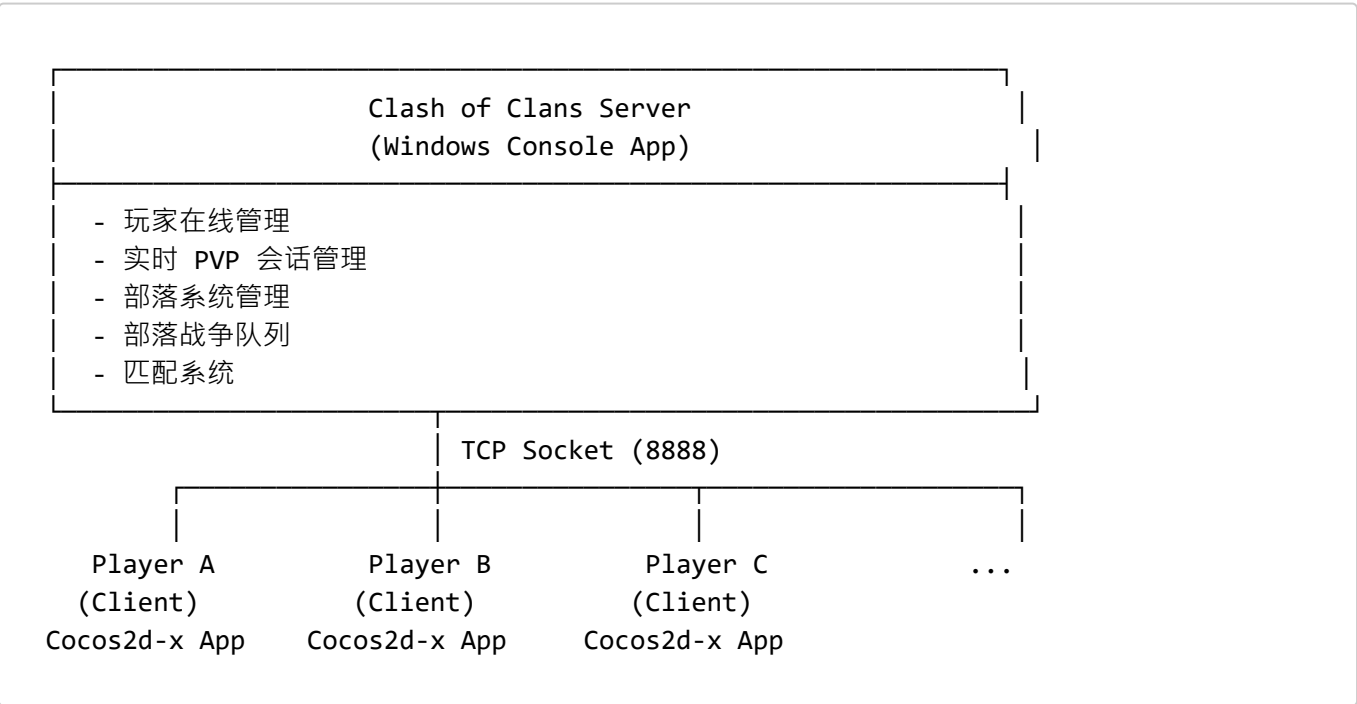 Clash of Clans Server
(Windows Console App)
- 玩家在线管理
- 实时 PVP 会话管理
- 部落系统管理
- 部落战争队列
- 匹配系统
TCP Socket (8888)
Player A Player B Player C ...
(Client) (Client) (Client)
Cocos2d-x App Cocos2d-x App Cocos2d-x App